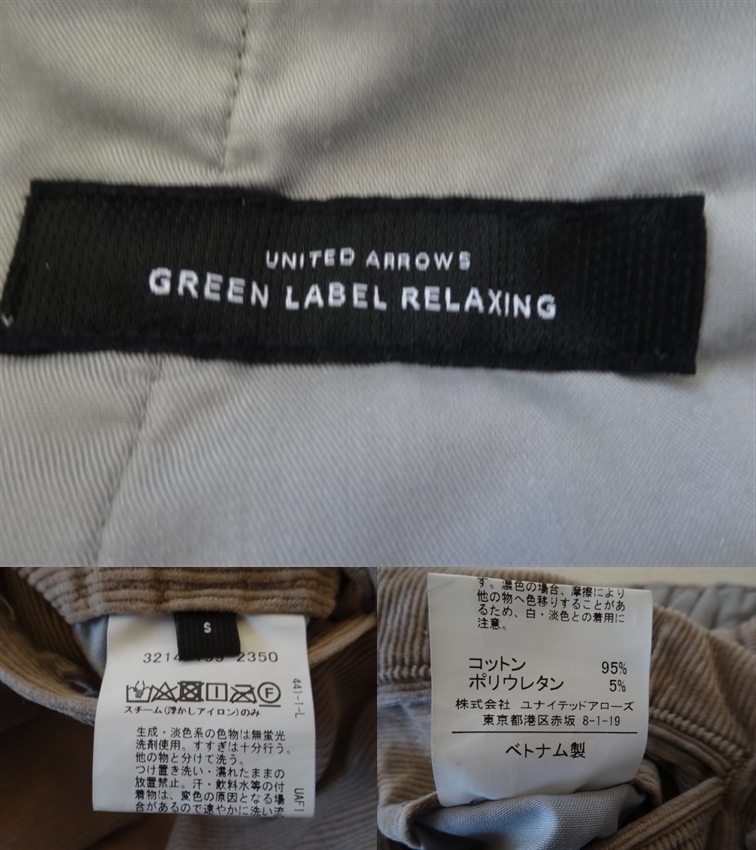 UNITED ARROWS
GREEN LABEL RELAXING
S
2350
441-1-L
スチーム(浮かしアイロン)のみ
生成・淡色系の色物は無蛍光
洗剤使用。すすぎは十分行う。
他の物と分けて洗う。
つけ置き洗い・濡れたままの
放置禁止。汗・飲料水等の付
着物は、変色の原因となる場
合があるので速やかに洗い流
UAF1
す。濃色の場合、摩擦により
他の物へ色移りすることがあ
るため、白・淡色との着用に
注意。
コットン 95%
ポリウレタン 5%
株式会社 ユナイテッドアローズ
東京都港区赤坂 8-1-19
ベトナム製